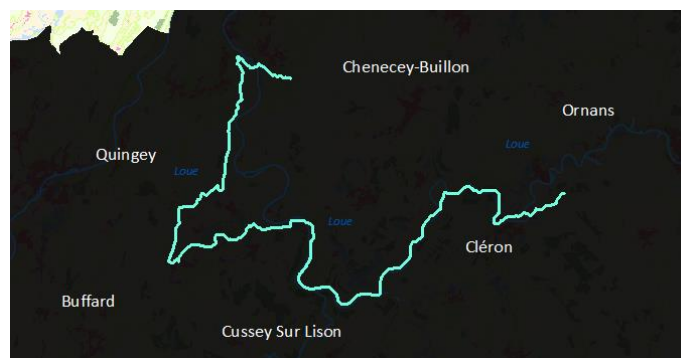 Chenecey-Buillon
Ornans
Quingey
Loue
Loue
Loue
Cléron
Buffard
Cussey Sur Lison